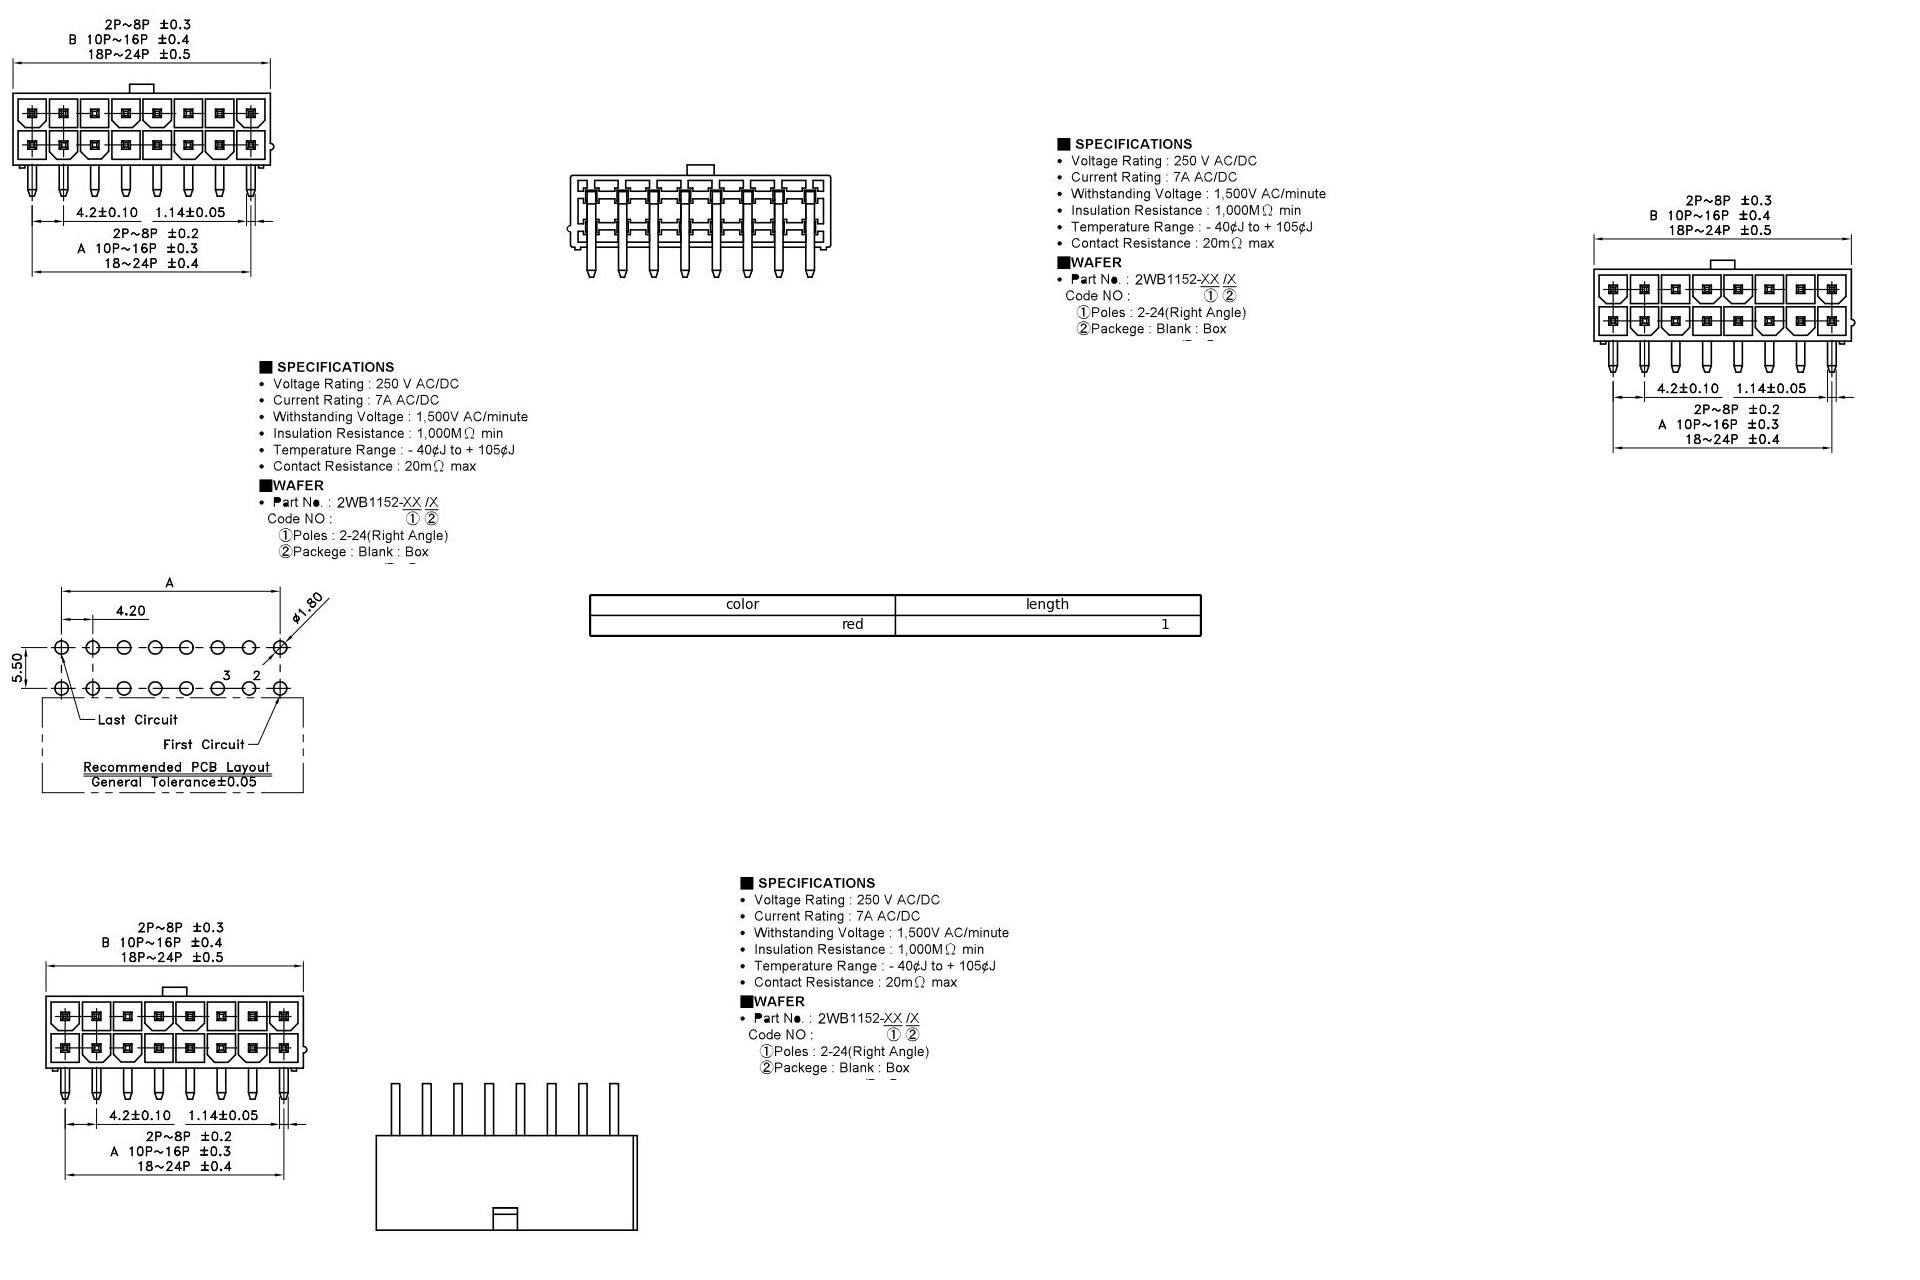 2P~8P ±0.3
B 10P~16P ±0.4
18P~24P ±0.5
4.2±0.10 1.14±0.05
2P~8P ±0.2
A 10P~16P ±0.3
18~24P ±0.4
■ SPECIFICATIONS
• Voltage Rating : 250 V AC/DC
• Current Rating : 7A AC/DC
• Withstanding Voltage : 1,500V AC/minute
• Insulation Resistance : 1,000MΩ min
• Temperature Range : - 40¢J to + 105¢J
• Contact Resistance : 20mΩ max
■WAFER
• Part No. : 2WB1152-XX /X
Code NO : ① ②
①Poles : 2-24(Right Angle)
②Packege : Blank : Box
2P~8P ±0.3
B 10P~16P ±0.4
18P~24P ±0.5
4.2±0.10 1.14±0.05
2P~8P ±0.2
A 10P~16P ±0.3
18~24P ±0.4
■ SPECIFICATIONS
• Voltage Rating : 250 V AC/DC
• Current Rating : 7A AC/DC
• Withstanding Voltage : 1,500V AC/minute
• Insulation Resistance : 1,000MΩ min
• Temperature Range : - 40¢J to + 105¢J
• Contact Resistance : 20mΩ max
■WAFER
• Part No. : 2WB1152-XX /X
Code NO : ① ②
①Poles : 2-24(Right Angle)
②Packege : Blank : Box
A
4.20
ø1.80
5.50
3 2
Last Circuit
First Circuit
Recommended PCB Layout
General Tolerance±0.05
color length
red 1
■ SPECIFICATIONS
• Voltage Rating : 250 V AC/DC
• Current Rating : 7A AC/DC
• Withstanding Voltage : 1,500V AC/minute
• Insulation Resistance : 1,000MΩ min
• Temperature Range : - 40¢J to + 105¢J
• Contact Resistance : 20mΩ max
■WAFER
• Part No. : 2WB1152-XX /X
Code NO : ① ②
①Poles : 2-24(Right Angle)
②Packege : Blank : Box
2P~8P ±0.3
B 10P~16P ±0.4
18P~24P ±0.5
4.2±0.10 1.14±0.05
2P~8P ±0.2
A 10P~16P ±0.3
18~24P ±0.4